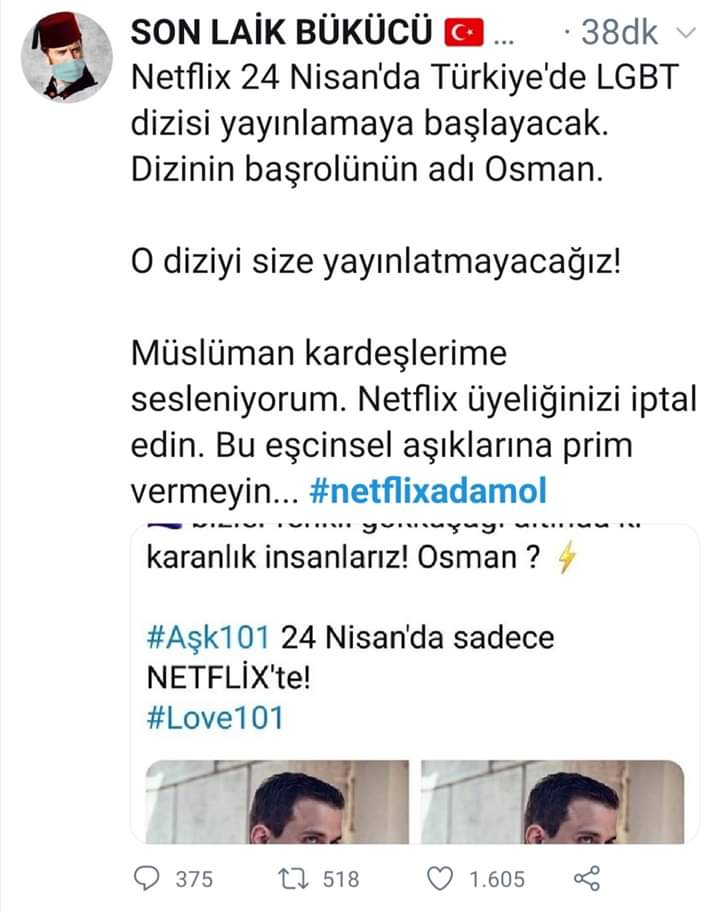 SON LAİK BÜKÜCÜ ... · 38dk
Netflix 24 Nisan'da Türkiye'de LGBT
dizisi yayınlamaya başlayacak.
Dizinin başrolünün adı Osman.
O diziyi size yayınlatmayacağız!
Müslüman kardeşlerime
sesleniyorum. Netflix üyeliğinizi iptal
edin. Bu eşcinsel aşıklarına prim
vermeyin... #netflixadamol
karanlık insanlarız! Osman ? ⚡
#Aşk101 24 Nisan'da sadece
NETFLİX'te!
#Love101
375 518 1.605